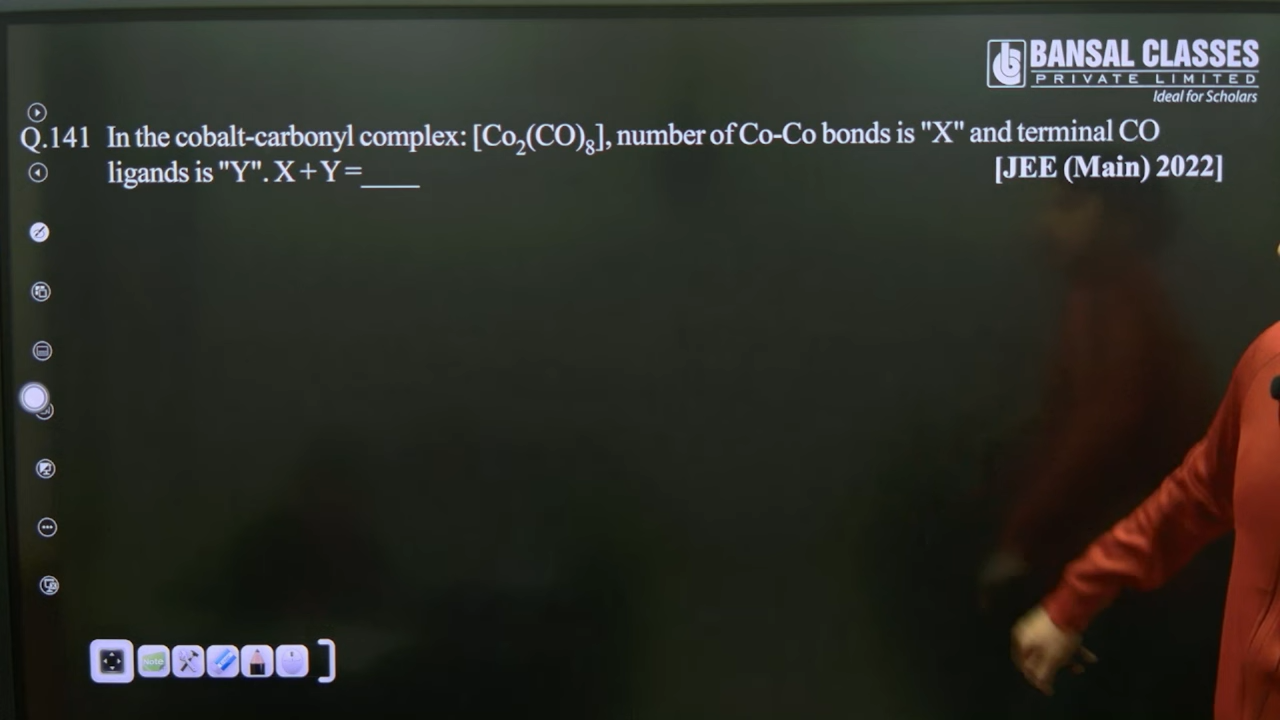 BANSAL CLASSES
PRIVATE LIMITED
Ideal for Scholars
Q.141 In the cobalt-carbonyl complex: [Co₂(CO)₈], number of Co-Co bonds is "X" and terminal CO
ligands is "Y". X+Y=____
[JEE (Main) 2022]
Note